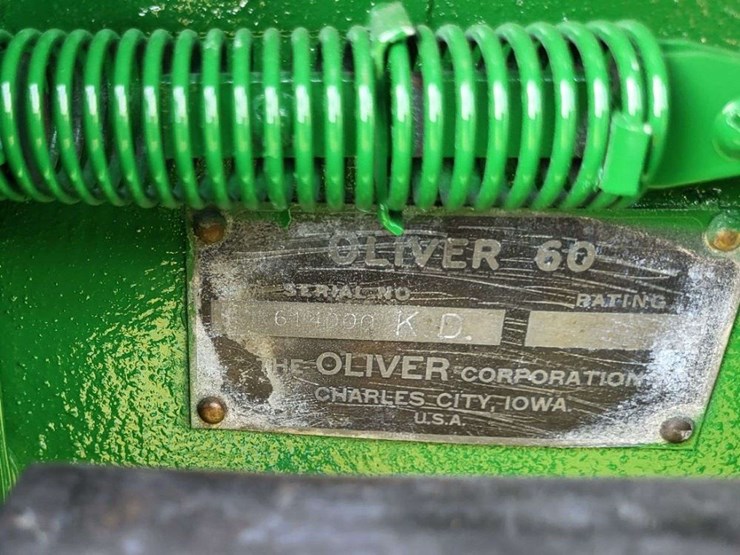 OLIVER 60
SERIAL NO
RATING
K D.
THE OLIVER CORPORATION
CHARLES CITY, IOWA.
U.S.A.